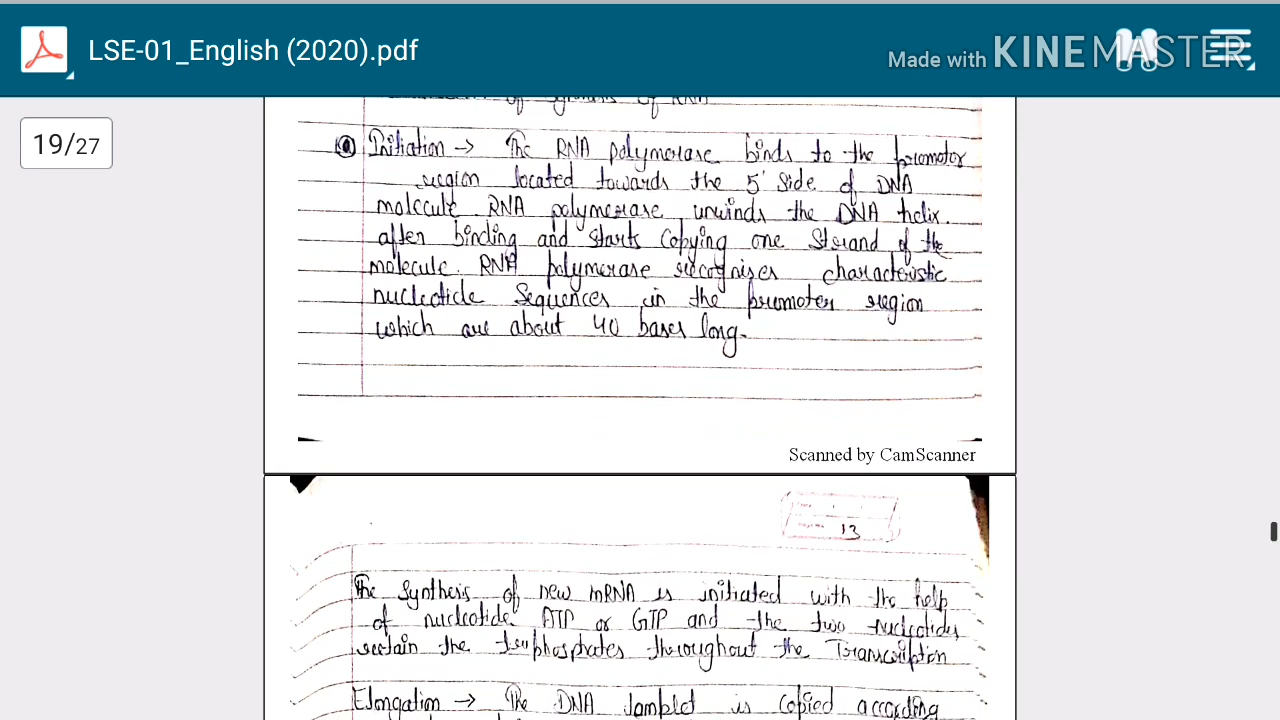 LSE-01_English (2020).pdf
Made with KINEMASTER
19/27
of synthesis of RNA
(a) Initiation → The RNA polymerase binds to the promotor
region located towards the 5' side of DNA
molecule RNA polymerase unwinds the DNA helix.
after binding and starts Copying one Strand of the
molecule. RNA polymerase recognises characteristic
nucleotide Sequences in the promoter region
which are about 40 bases long.
Scanned by CamScanner
13
The Synthesis of new mRNA is initiated with the help
of nucleotide ATP or GTP and the two nucleotides
retain the triphosphates throughout the Transcription
Elongation → The DNA is Copied according